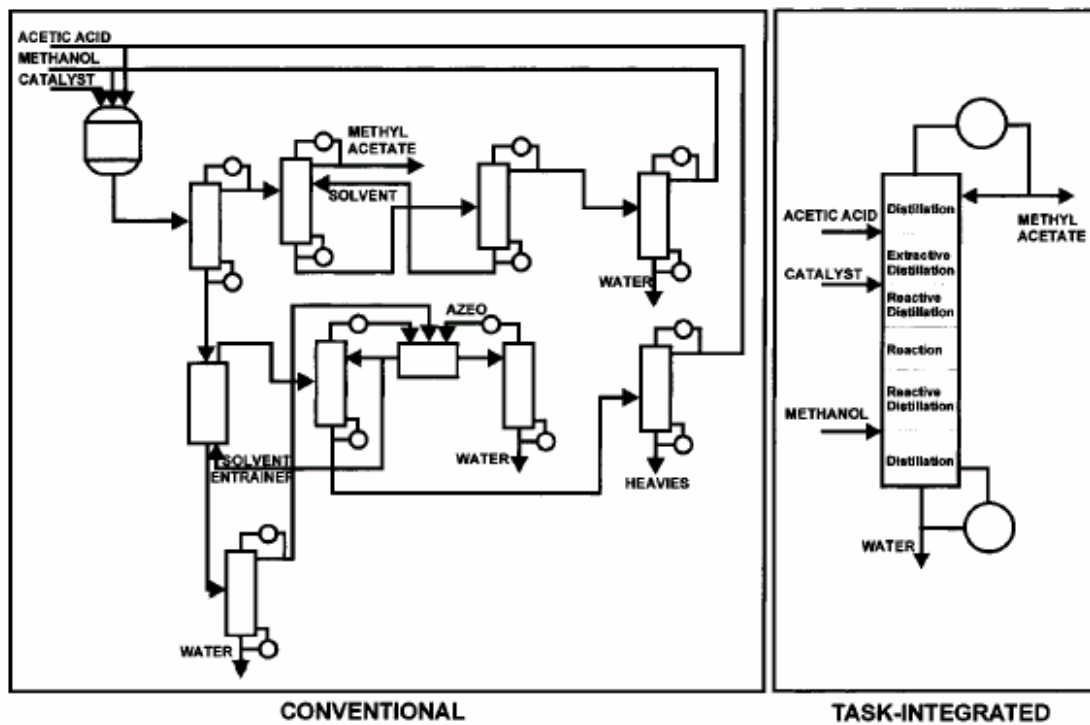 ACETIC ACID
METHANOL
CATALYST
METHYL
ACETATE
SOLVENT
WATER
AZEO
SOLVENT
ENTRAINER
WATER
HEAVIES
WATER
CONVENTIONAL
Distillation
ACETIC ACID
METHYL
ACETATE
Extractive
Distillation
CATALYST
Reactive
Distillation
Reaction
Reactive
Distillation
METHANOL
Distillation
WATER
TASK-INTEGRATED